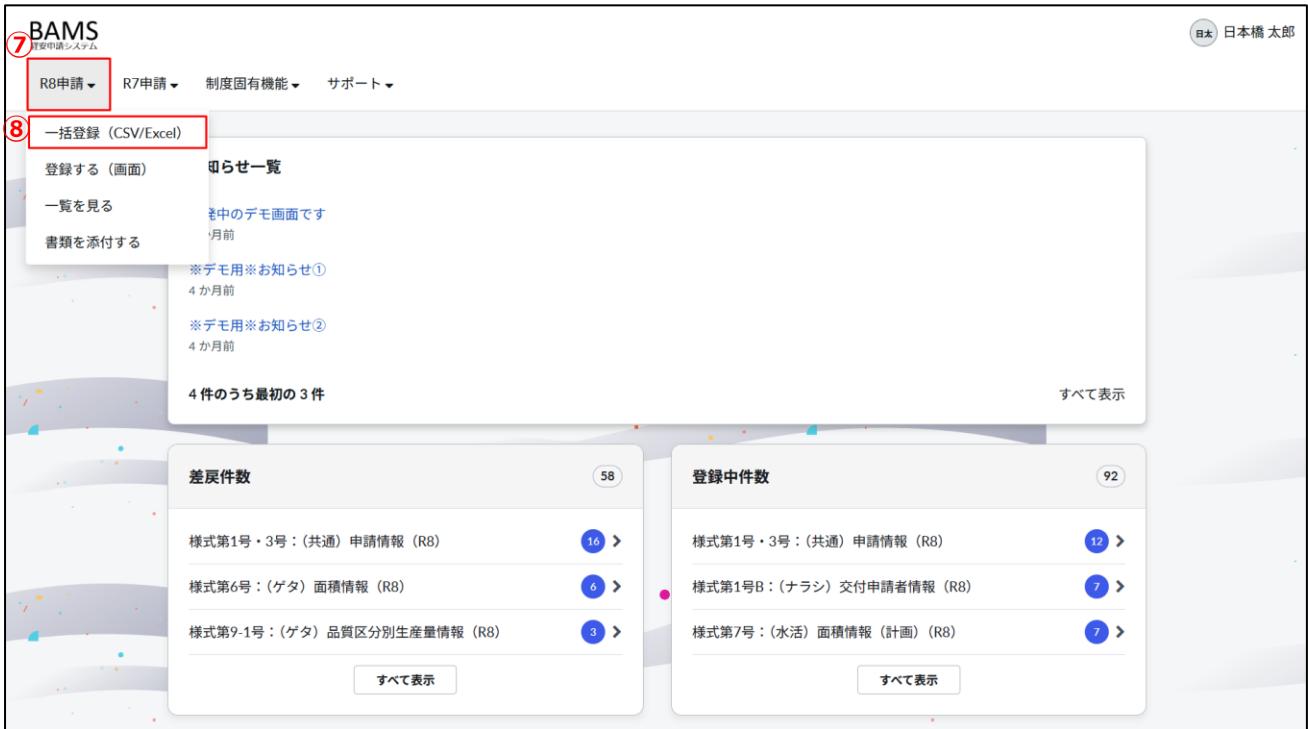 BAMS
経安申請システム
日太 日本橋 太郎
⑦
R8申請 R7申請 制度固有機能 サポート
⑧
一括登録（CSV/Excel）
登録する（画面）
一覧を見る
書類を添付する
知らせ一覧
発中のデモ画面です
か月前
※デモ用※お知らせ①
4 か月前
※デモ用※お知らせ②
4 か月前
4 件のうち最初の 3 件 すべて表示
差戻件数 58
様式第1号・3号：（共通）申請情報（R8） 16
様式第6号：（ゲタ）面積情報（R8） 6
様式第9-1号：（ゲタ）品質区分別生産量情報（R8） 3
すべて表示
登録中件数 92
様式第1号・3号：（共通）申請情報（R8） 12
様式第1号B：（ナラシ）交付申請者情報（R8） 7
様式第7号：（水活）面積情報（計画）（R8） 7
すべて表示